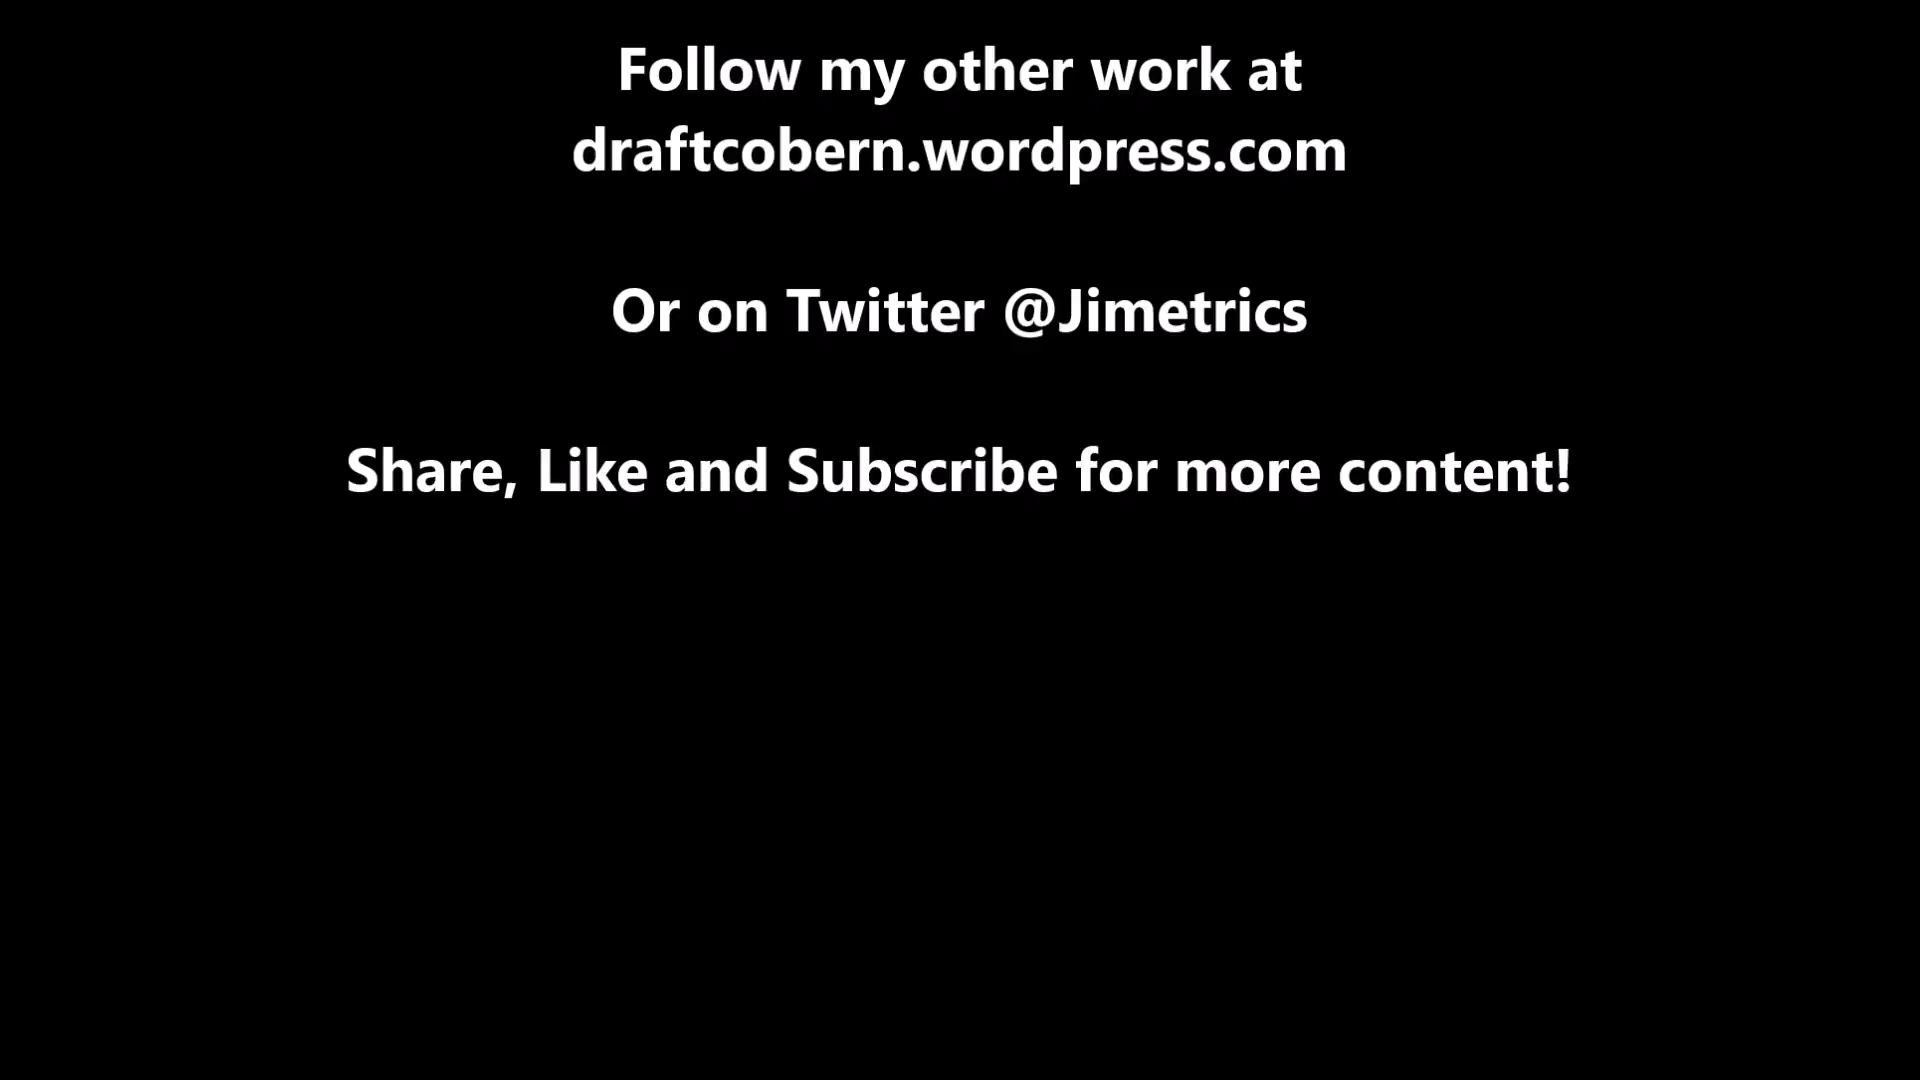 Follow my other work at
draftcobern.wordpress.com
Or on Twitter @Jimetrics
Share, Like and Subscribe for more content!